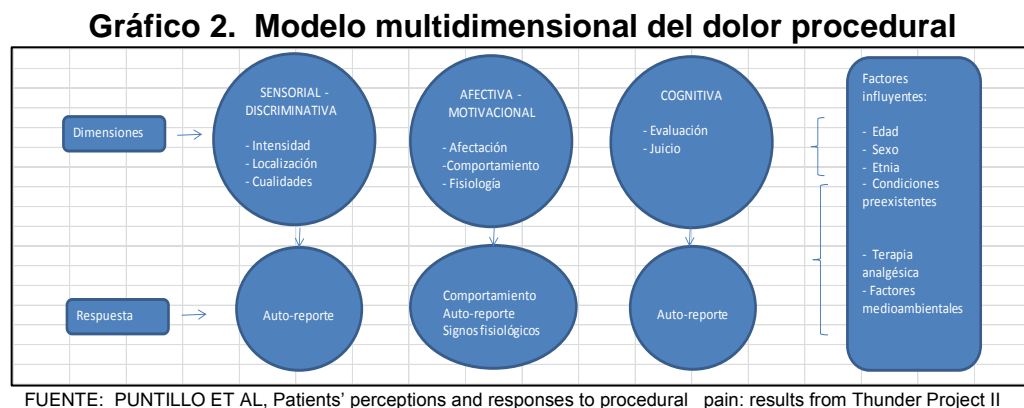 Gráfico 2. Modelo multidimensional del dolor procedural
Dimensiones
SENSORIAL -
DISCRIMINATIVA
- Intensidad
- Localización
- Cualidades
AFECTIVA -
MOTIVACIONAL
- Afectación
-Comportamiento
- Fisiología
COGNITIVA
- Evaluación
- Juicio
Factores
influyentes:
- Edad
- Sexo
- Etnia
- Condiciones
preexistentes
- Terapia
analgésica
- Factores
medioambientales
Respuesta
Auto-reporte
Comportamiento
Auto-reporte
Signos fisiológicos
Auto-reporte
FUENTE: PUNTILLO ET AL, Patients' perceptions and responses to procedural pain: results from Thunder Project II